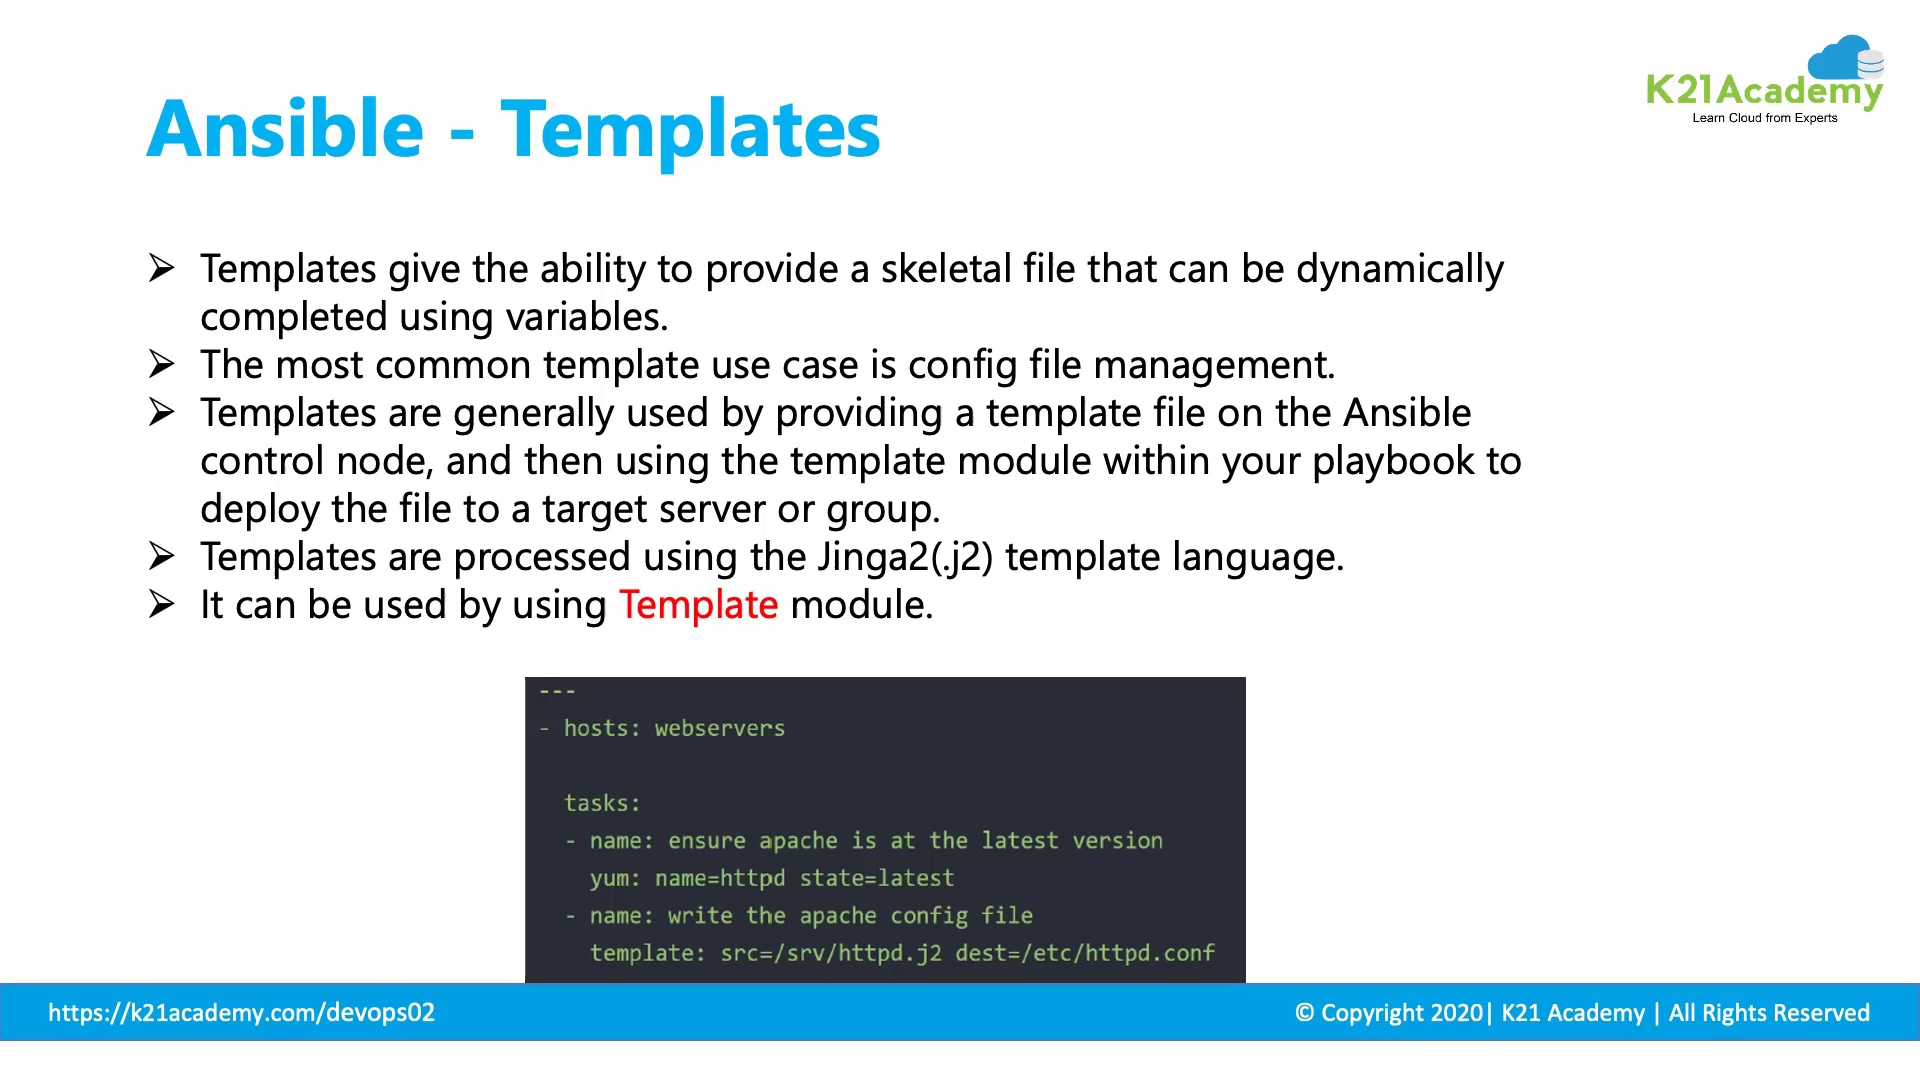 K21Academy
Learn Cloud from Experts
Ansible - Templates
➢ Templates give the ability to provide a skeletal file that can be dynamically
completed using variables.
➢ The most common template use case is config file management.
➢ Templates are generally used by providing a template file on the Ansible
control node, and then using the template module within your playbook to
deploy the file to a target server or group.
➢ Templates are processed using the Jinga2(.j2) template language.
➢ It can be used by using Template module.
---
- hosts: webservers
tasks:
- name: ensure apache is at the latest version
yum: name=httpd state=latest
- name: write the apache config file
template: src=/srv/httpd.j2 dest=/etc/httpd.conf
https://k21academy.com/devops02
© Copyright 2020| K21 Academy | All Rights Reserved